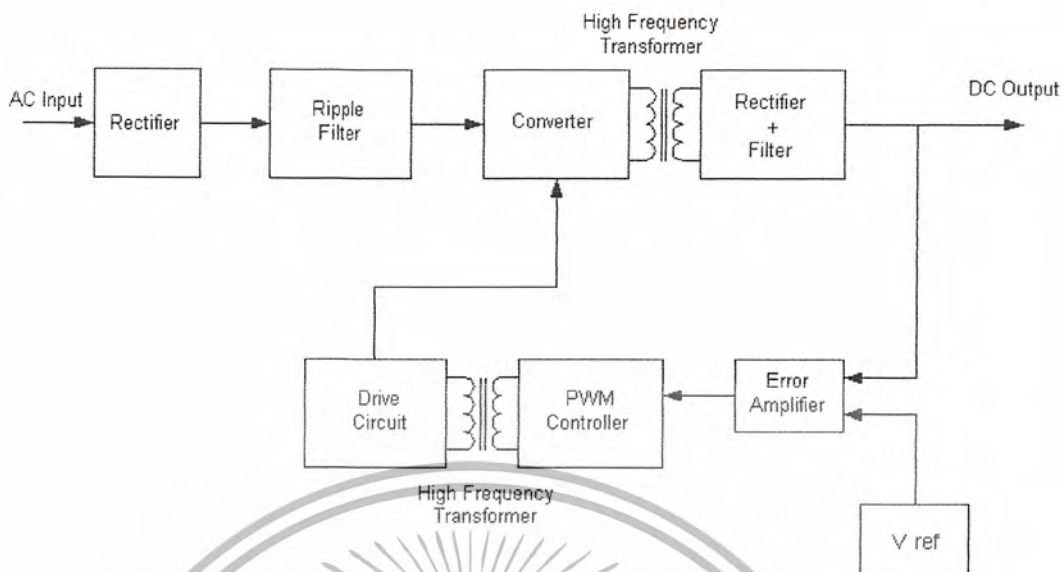 High Frequency
Transformer
AC Input
Rectifier
Ripple
Filter
Converter
Rectifier
+
Filter
DC Output
Drive
Circuit
PWM
Controller
Error
Amplifier
High Frequency
Transformer
V ref